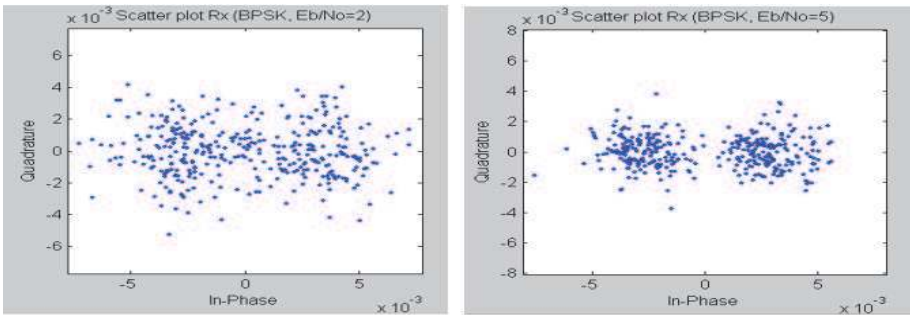 x 10⁻³ Scatter plot Rx (BPSK, Eb/No=2)
6
4
2
0
-2
-4
-6
Quadrature
-5 0 5
In-Phase
x 10⁻³
x 10⁻³ Scatter plot Rx (BPSK, Eb/No=5)
8
6
4
2
0
-2
-4
-6
-8
Quadrature
-5 0 5
In-Phase
x 10⁻³